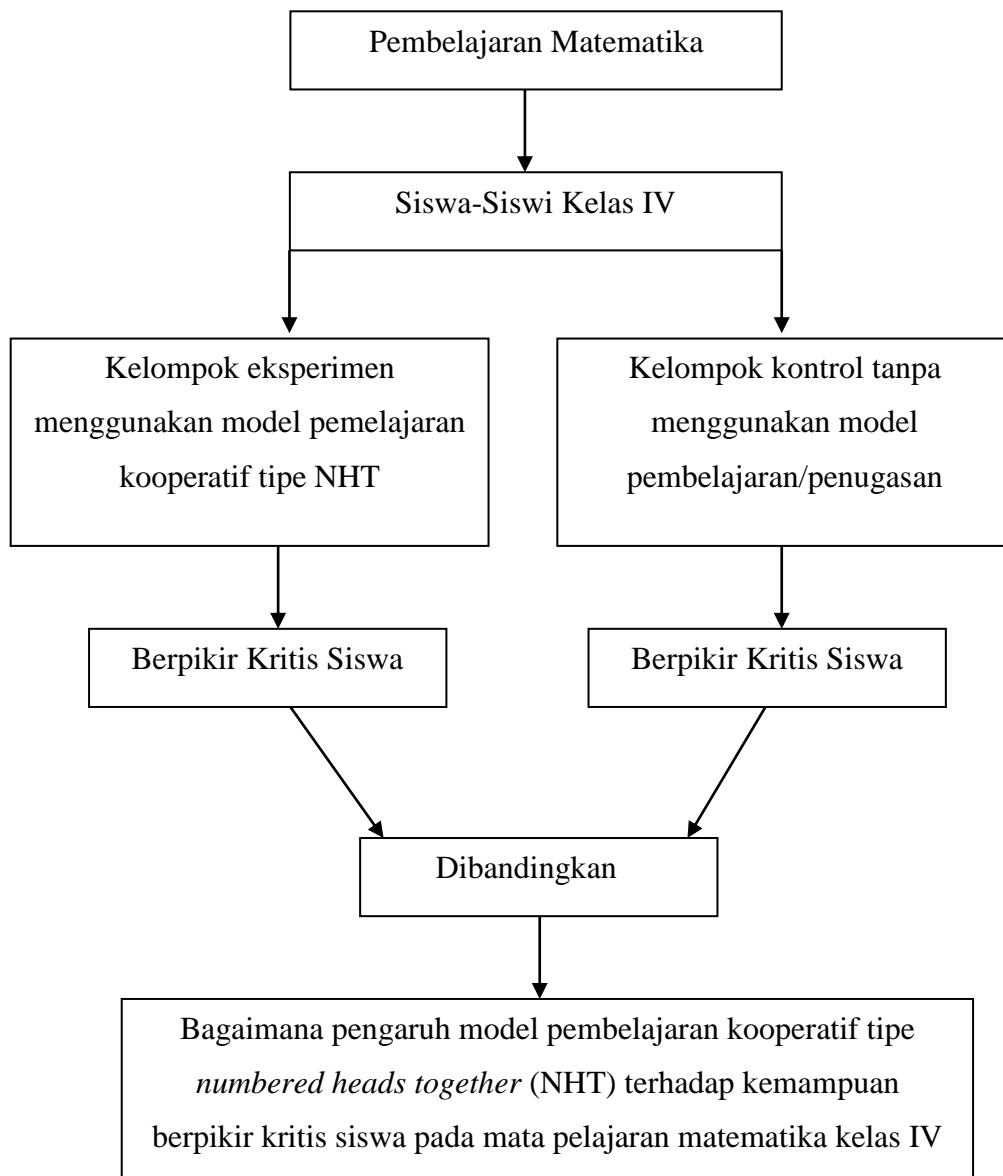 Pembelajaran Matematika
Siswa-Siswi Kelas IV
Kelompok eksperimen
menggunakan model pemelajaran
kooperatif tipe NHT
Kelompok kontrol tanpa
menggunakan model
pembelajaran/penugasan
Berpikir Kritis Siswa
Berpikir Kritis Siswa
Dibandingkan
Bagaimana pengaruh model pembelajaran kooperatif tipe
numbered heads together (NHT) terhadap kemampuan
berpikir kritis siswa pada mata pelajaran matematika kelas IV